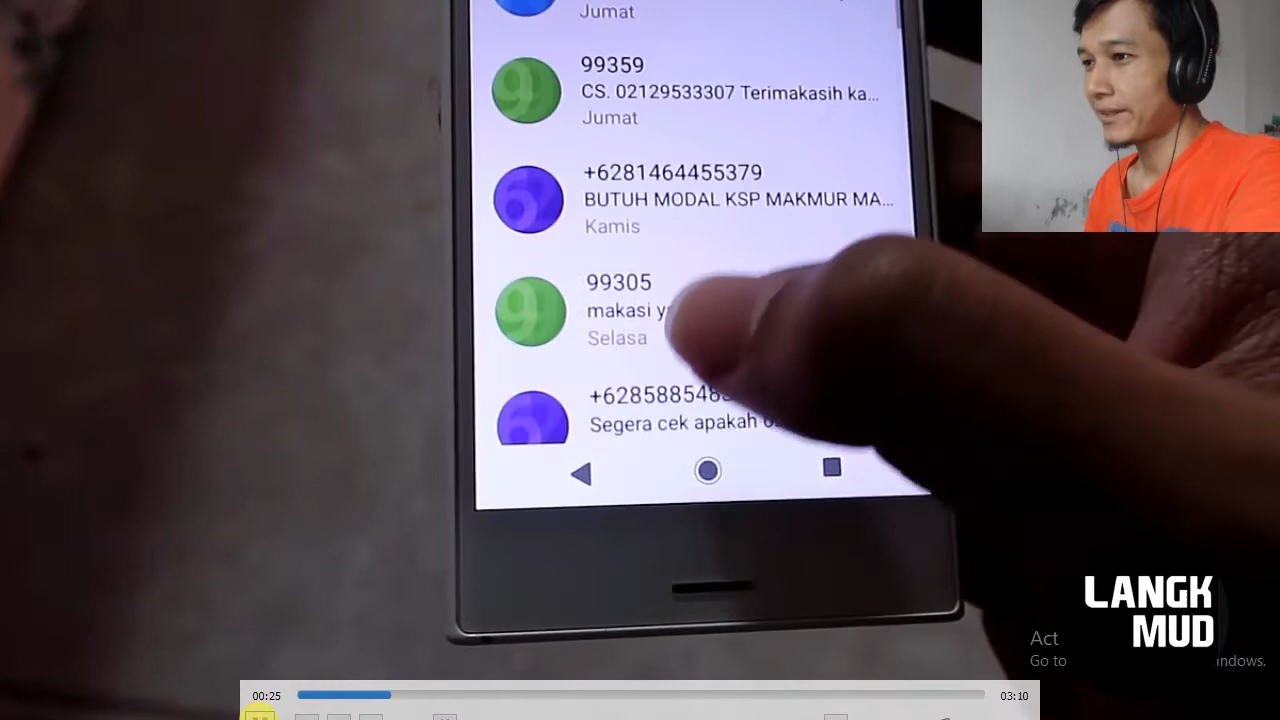 Jumat
99359
CS. 02129533307 Terimakasih ka...
Jumat
+6281464455379
BUTUH MODAL KSP MAKMUR MA...
Kamis
99305
makasi
Selasa
Segera cek apakah
LANGK
MUD
Act
Go to indows.
00:25
03:10